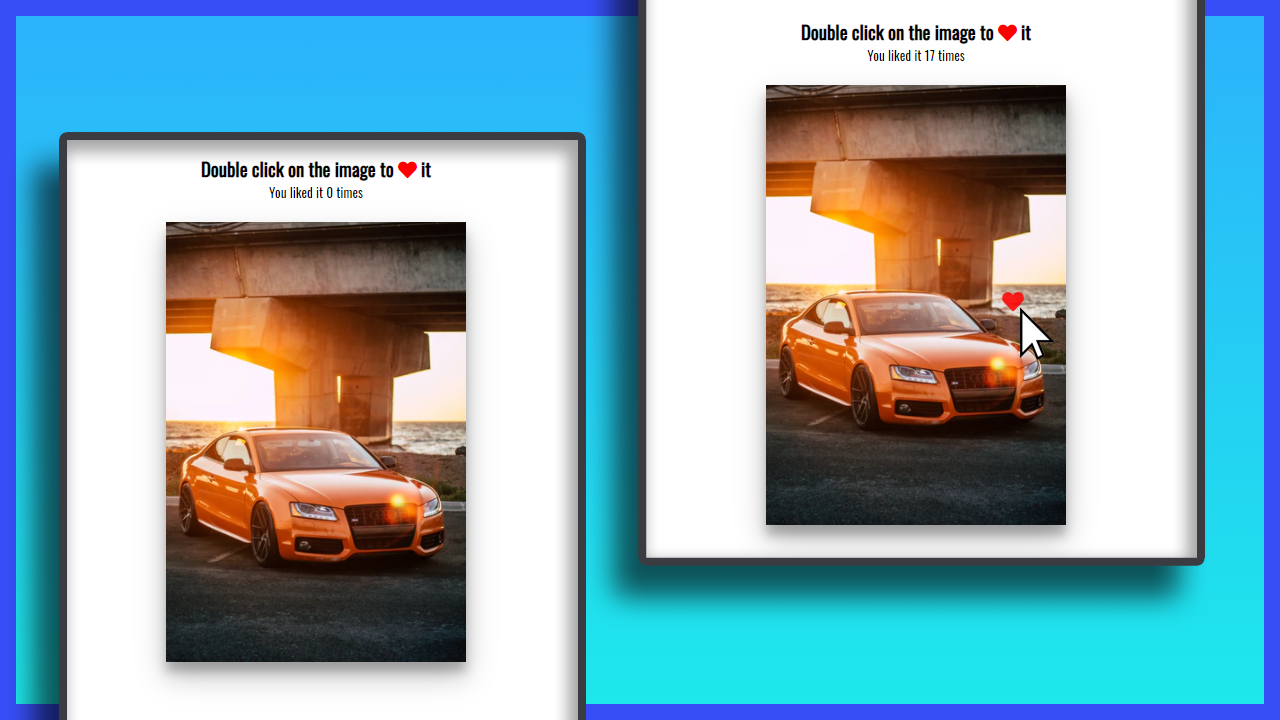 Double click on the image to ❤ it
You liked it 0 times
Double click on the image to ❤ it
You liked it 17 times